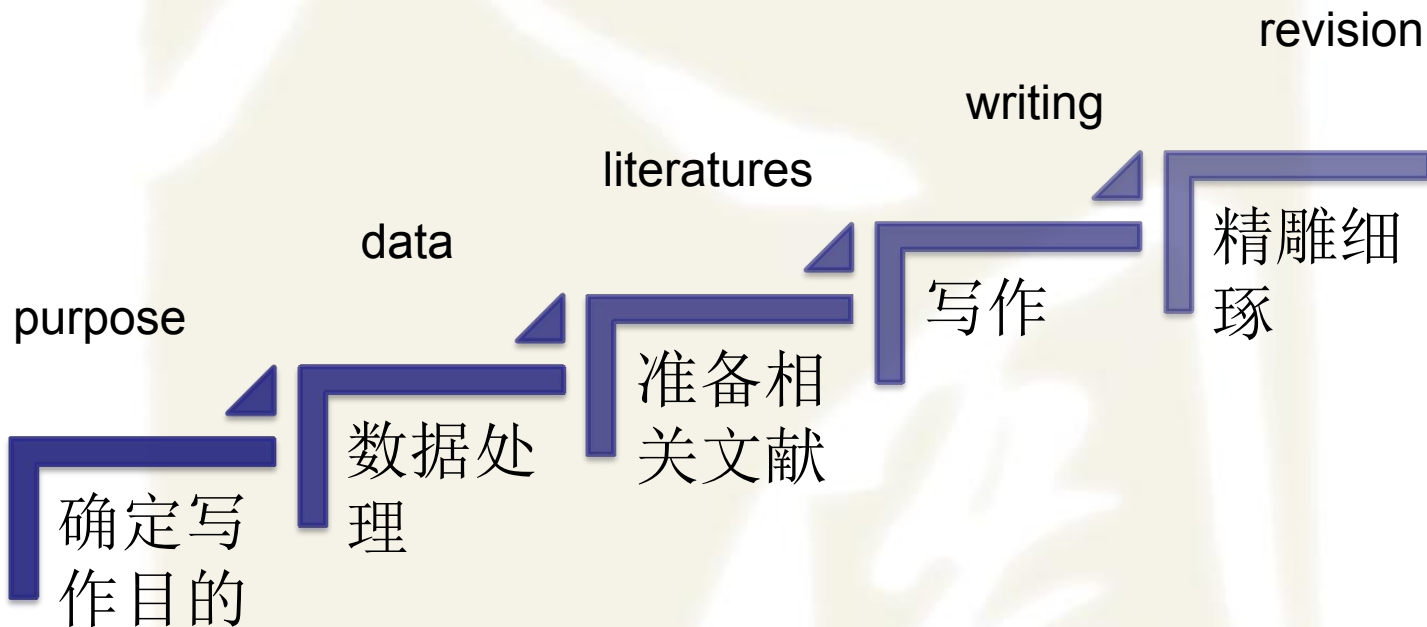 purpose
确定写
作目的
data
数据处
理
literatures
准备相
关文献
writing
写作
revision
精雕细
琢